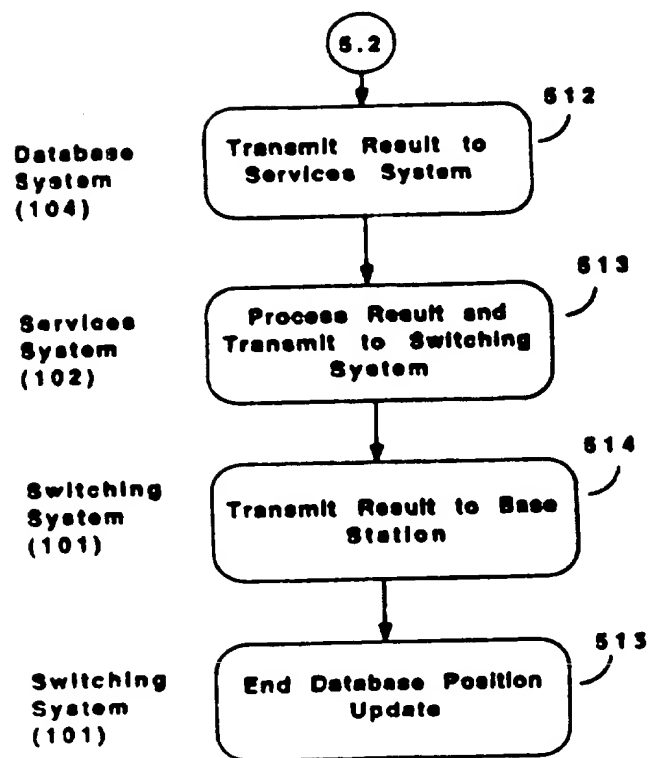 5.2
512
Database
System
(104)
Transmit Result to
Services System
513
Services
System
(102)
Process Result and
Transmit to Switching
System
514
Switching
System
(101)
Transmit Result to Base
Station
513
Switching
System
(101)
End Database Position
Update